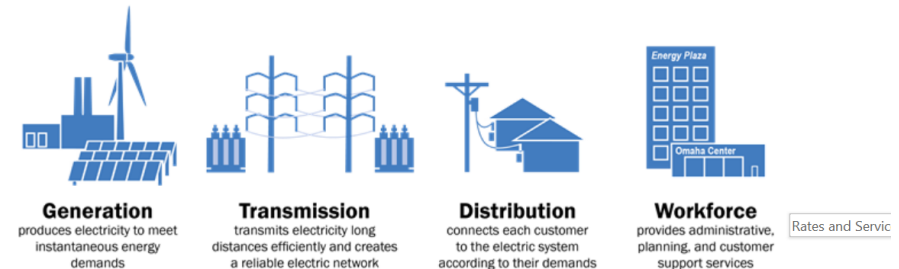 Energy Plaza
Omaha Center
Generation
produces electricity to meet
instantaneous energy
demands
Transmission
transmits electricity long
distances efficiently and creates
a reliable electric network
Distribution
connects each customer
to the electric system
according to their demands
Workforce
provides administrative,
planning, and customer
support services
Rates and Servic